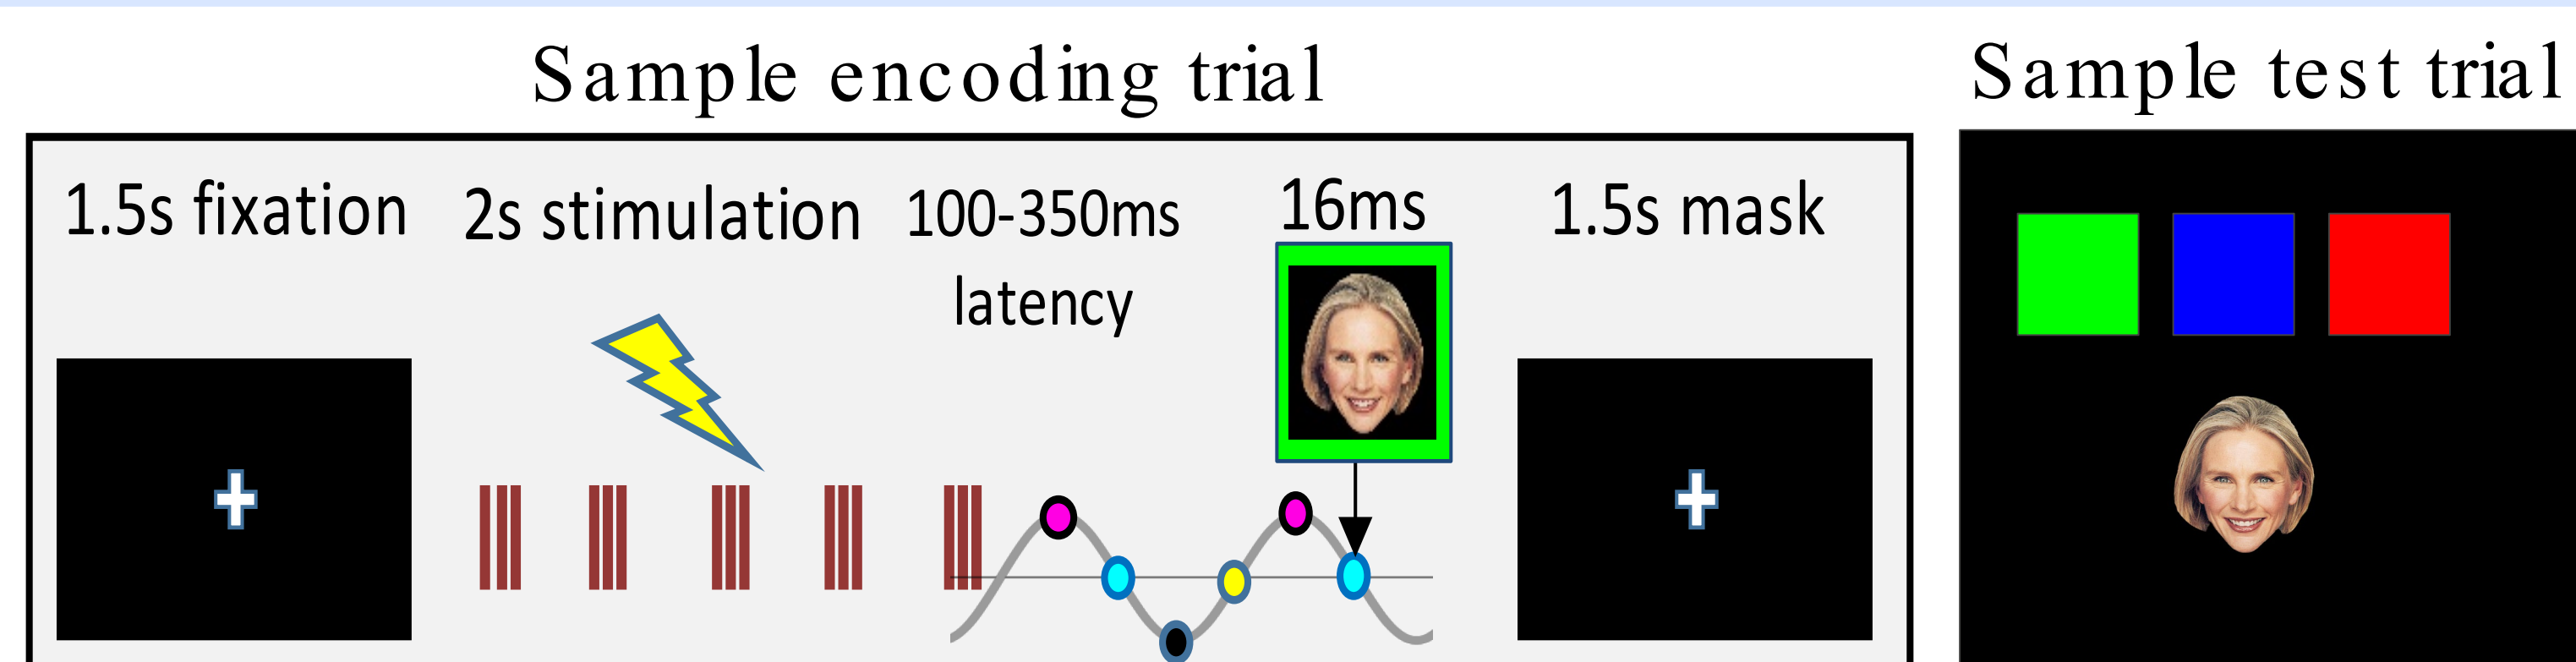 Sample encoding trial
Sample test trial
1.5s fixation
2s stimulation
100-350ms
latency
16ms
1.5s mask